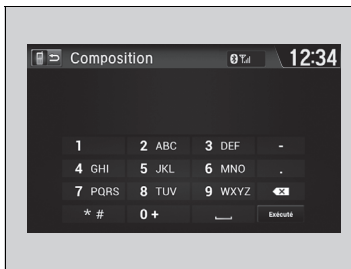 Composition 12:34
1 2 ABC 3 DEF -
4 GHI 5 JKL 6 MNO .
7 PQRS 8 TUV 9 WXYZ
* # 0 + Exécuté